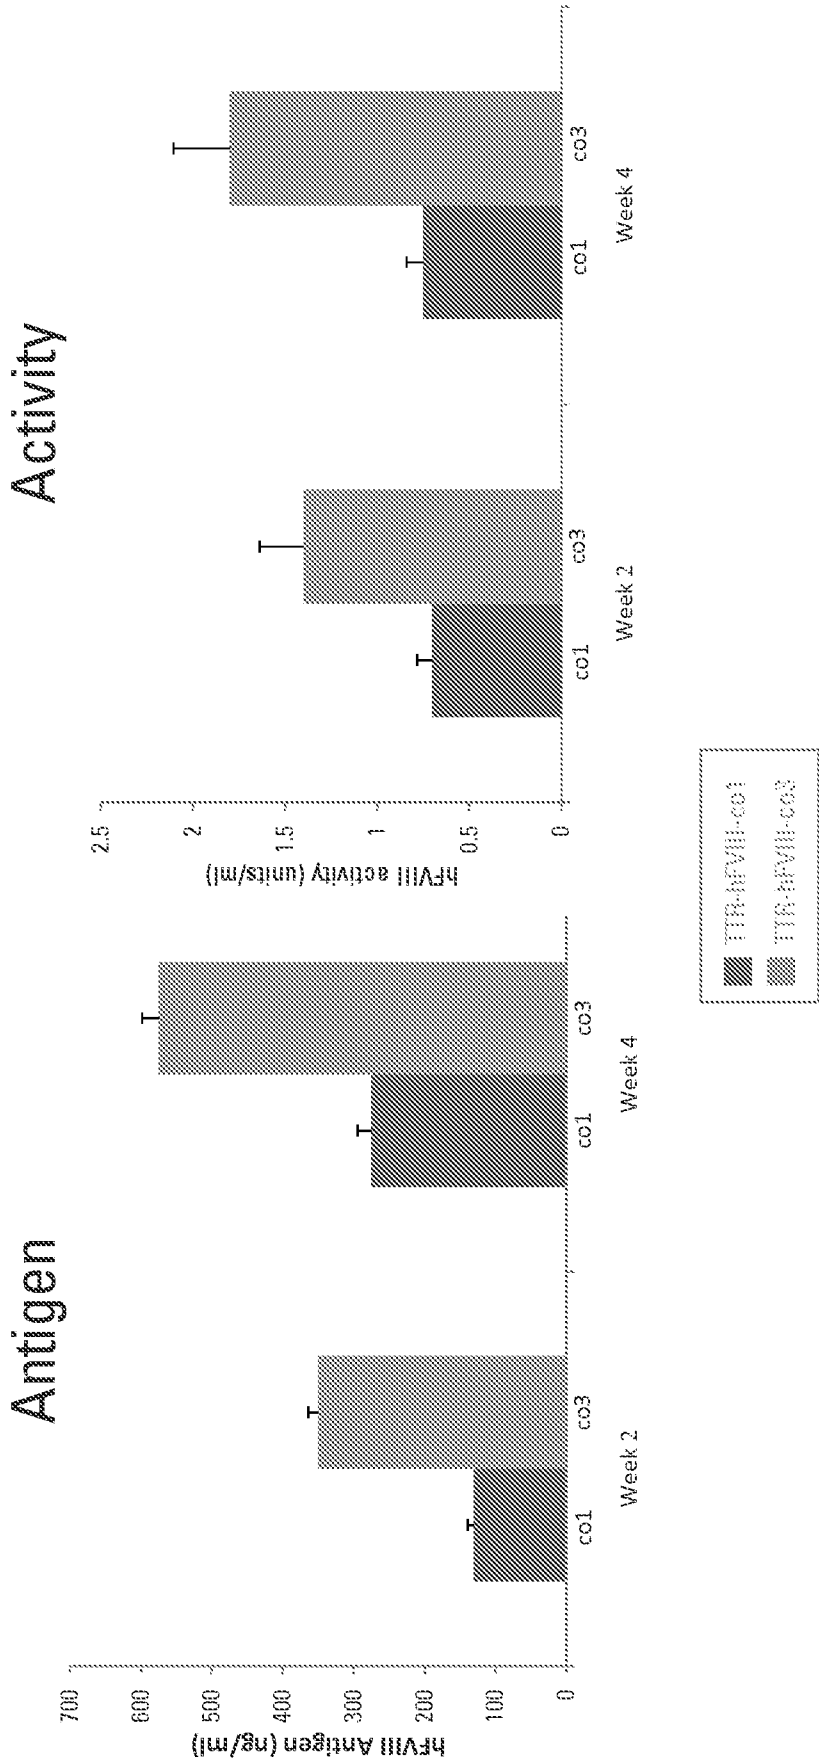 Antigen
hFVIII Antigen (ng/ml)
700
600
500
400
300
200
100
0
co1
co3
Week 2
co1
co3
Week 4
Activity
hFVIII activity (units/ml)
2.5
2
1.5
1
0.5
0
co1
co3
Week 2
co1
co3
Week 4
TTR-hFVIII-co1
TTR-hFVIII-co3